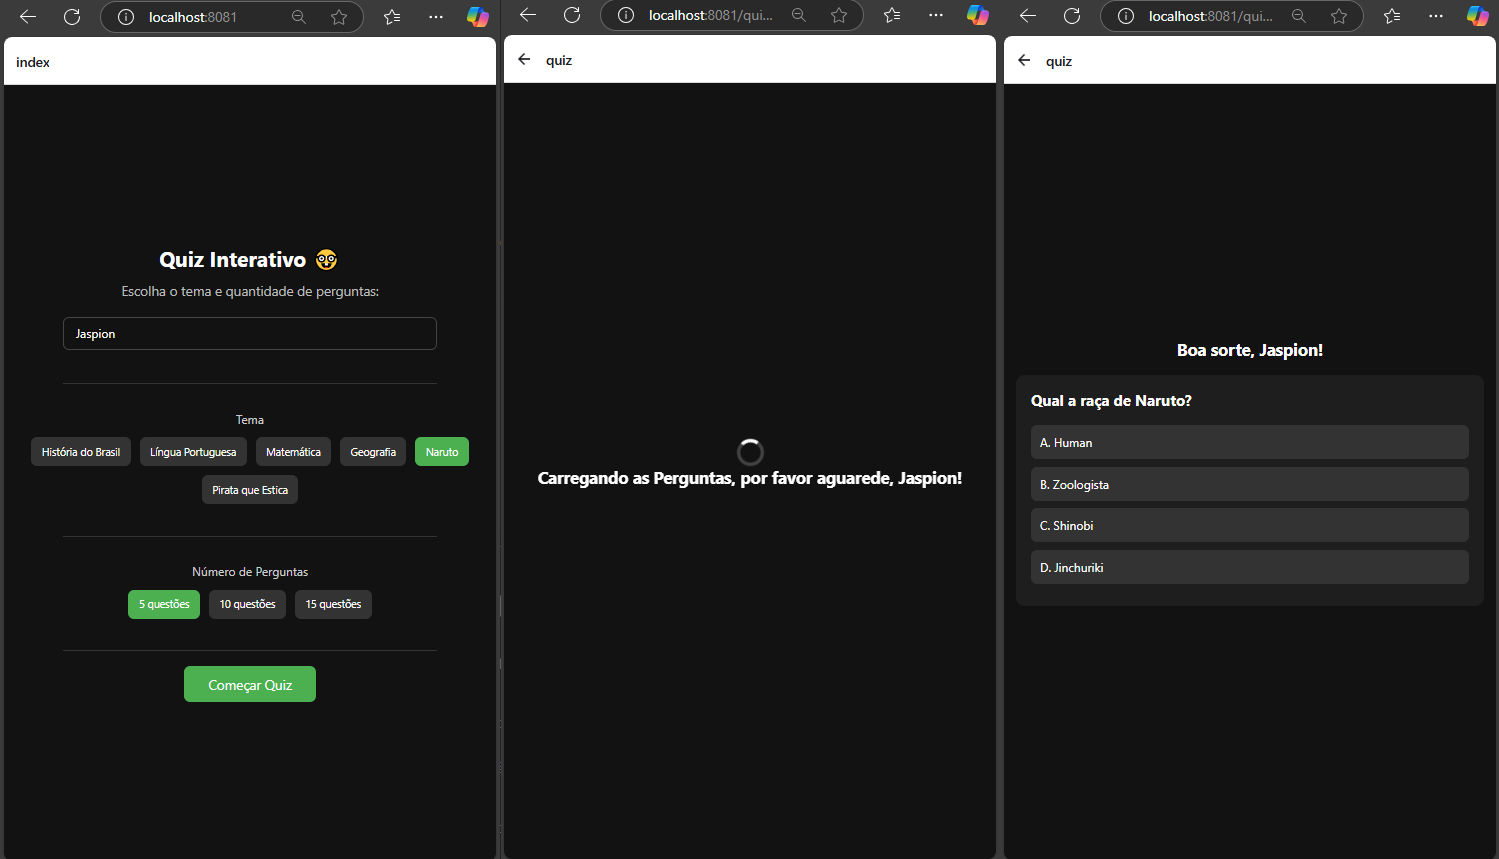 localhost:8081
index
Quiz Interativo
Escolha o tema e quantidade de perguntas:
Jaspion
Tema
História do Brasil
Língua Portuguesa
Matemática
Geografia
Naruto
Pirata que Estica
Número de Perguntas
5 questões
10 questões
15 questões
Começar Quiz
localhost:8081/qui...
quiz
Carregando as Perguntas, por favor aguarede, Jaspion!
localhost:8081/qui...
quiz
Boa sorte, Jaspion!
Qual a raça de Naruto?
A. Human
B. Zoologista
C. Shinobi
D. Jinchuriki